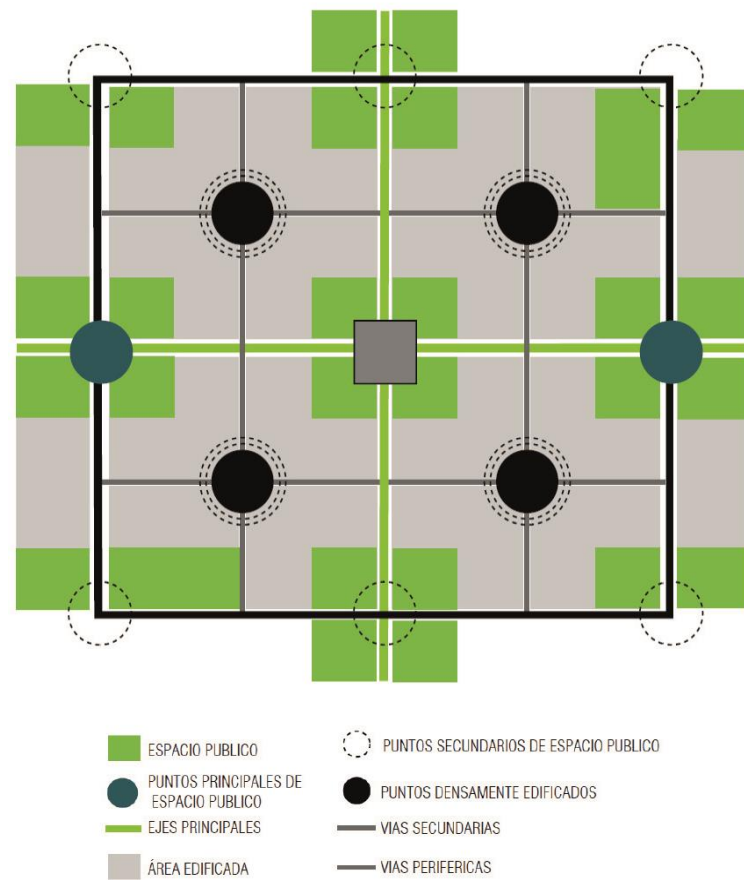 ESPACIO PUBLICO
PUNTOS SECUNDARIOS DE ESPACIO PUBLICO
PUNTOS PRINCIPALES DE
ESPACIO PUBLICO
PUNTOS DENSAMENTE EDIFICADOS
EJES PRINCIPALES
VIAS SECUNDARIAS
ÁREA EDIFICADA
VIAS PERIFERICAS